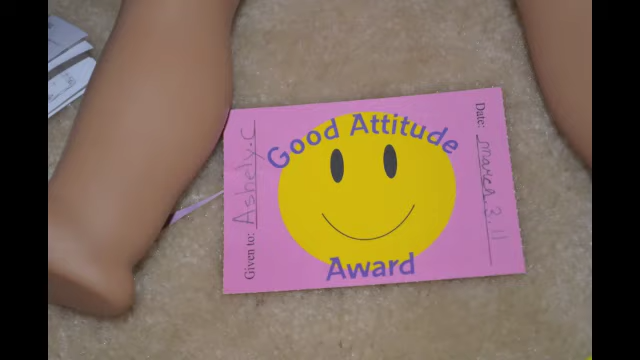 Good Attitude
Award
Given to: Ashely.C
Date: march.3.11